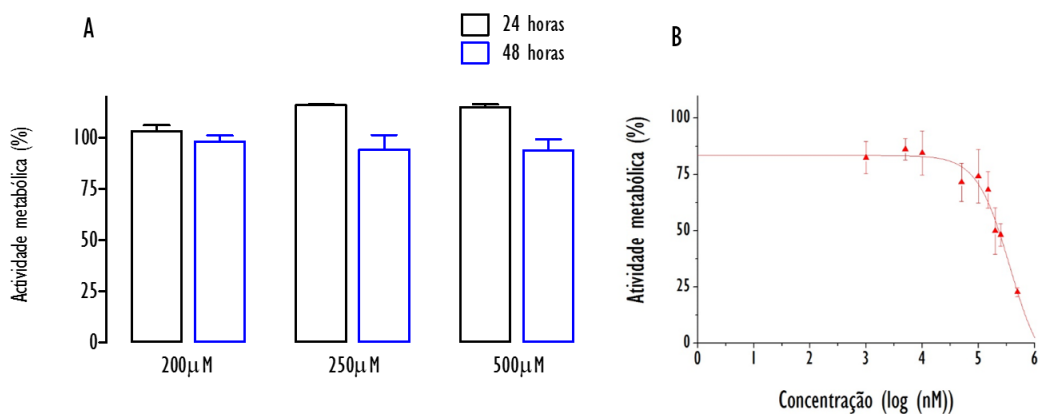 A
24 horas
48 horas
Actividade metabólica (%)
100
75
50
25
0
200μM
250μM
500μM
B
Atividade metabólica (%)
100
75
50
25
0
0
1
2
3
4
5
6
Concentração (log (nM))